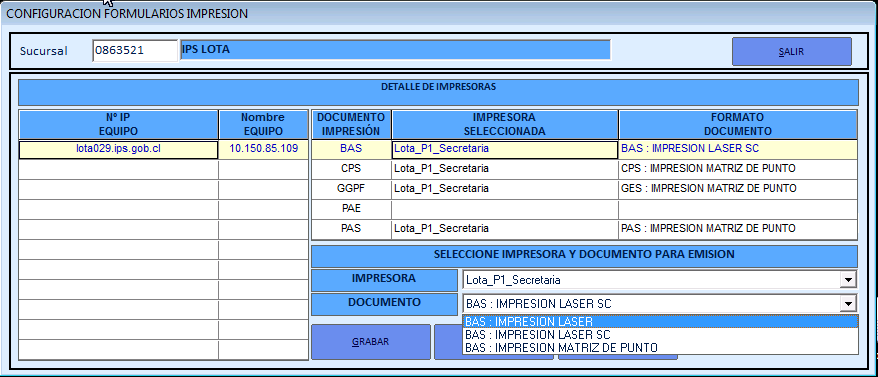 CONFIGURACION FORMULARIOS IMPRESION
Sucursal 0863521 IPS LOTA SALIR
DETALLE DE IMPRESORAS
Nº IP EQUIPO
Nombre EQUIPO
DOCUMENTO IMPRESIÓN
IMPRESORA SELECCIONADA
FORMATO DOCUMENTO
lota029.ips.gob.cl 10.150.85.109 BAS Lota_P1_Secretaria BAS : IMPRESION LASER SC
CPS Lota_P1_Secretaria CPS : IMPRESION MATRIZ DE PUNTO
GGPF Lota_P1_Secretaria GES : IMPRESION MATRIZ DE PUNTO
PAE
PAS Lota_P1_Secretaria PAS : IMPRESION MATRIZ DE PUNTO
SELECCIONE IMPRESORA Y DOCUMENTO PARA EMISION
IMPRESORA Lota_P1_Secretaria
DOCUMENTO BAS : IMPRESION LASER SC
BAS : IMPRESION LASER
BAS : IMPRESION LASER SC
BAS : IMPRESION MATRIZ DE PUNTO
GRABAR